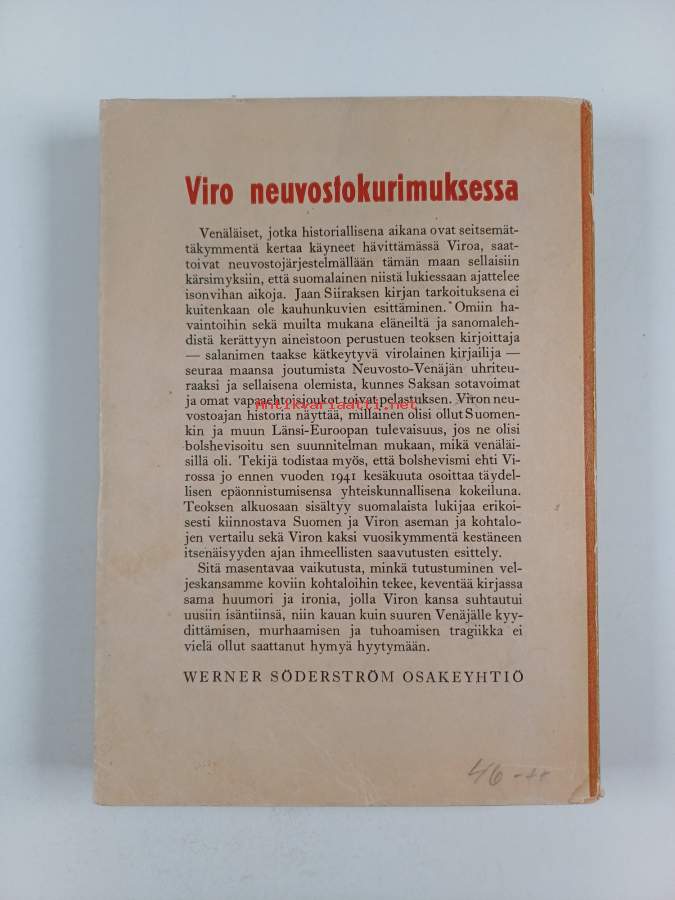 Viro neuvostokurimuksessa
Venäläiset, jotka historiallisena aikana ovat seitsemät-
täkymmentä kertaa käyneet hävittämässä Viroa, saat-
toivat neuvostojärjestelmällään tämän maan sellaisiin
kärsimyksiin, että suomalainen niistä lukiessaan ajattelee
isonvihan aikoja. Jaan Siiraksen kirjan tarkoituksena ei
kuitenkaan ole kauhunkuvien esittäminen. Omiin ha-
vaintoihin sekä muilta mukana eläneiltä ja sanomaleh-
distä kerättyyn aineistoon perustuen teoksen kirjoittaja
— salanimen taakse kätkeytyvä virolainen kirjailija —
seuraa maansa joutumista Neuvosto-Venäjän uhriteu-
raaksi ja sellaisena olemista, kunnes Saksan sotavoimat
ja omat vapaaehtoisjoukot toivat pelastuksen. Viron neu-
Antikvariaatti.net
vostoajan historia näyttää, millainen olisi ollut Suomen-
kin ja muun Länsi-Euroopan tulevaisuus, jos ne olisi
bolshevisoitu sen suunnitelman mukaan, mikä venäläi-
sillä oli. Tekijä todistaa myös, että bolshevismi ehti Vi-
rossa jo ennen vuoden 1941 kesäkuuta osoittaa täydel-
lisen epäonnistumisensa yhteiskunnallisena kokeiluna.
Teoksen alkuosaan sisältyy suomalaista lukijaa erikoi-
sesti kiinnostava Suomen ja Viron aseman ja kohtalo-
jen vertailu sekä Viron kaksi vuosikymmentä kestäneen
itsenäisyyden ajan ihmeellisten saavutusten esittely.
Sitä masentavaa vaikutusta, minkä tutustuminen vel-
jeskansamme koviin kohtaloihin tekee, keventää kirjassa
sama huumori ja ironia, jolla Viron kansa suhtautui
uusiin isäntiinsä, niin kauan kuin suuren Venäjälle kyy-
dittämisen, murhaamisen ja tuhoamisen tragiikka ei
vielä ollut saattanut hymyä hyytymään.
WERNER SÖDERSTRÖM OSAKEYHTIÖ
46